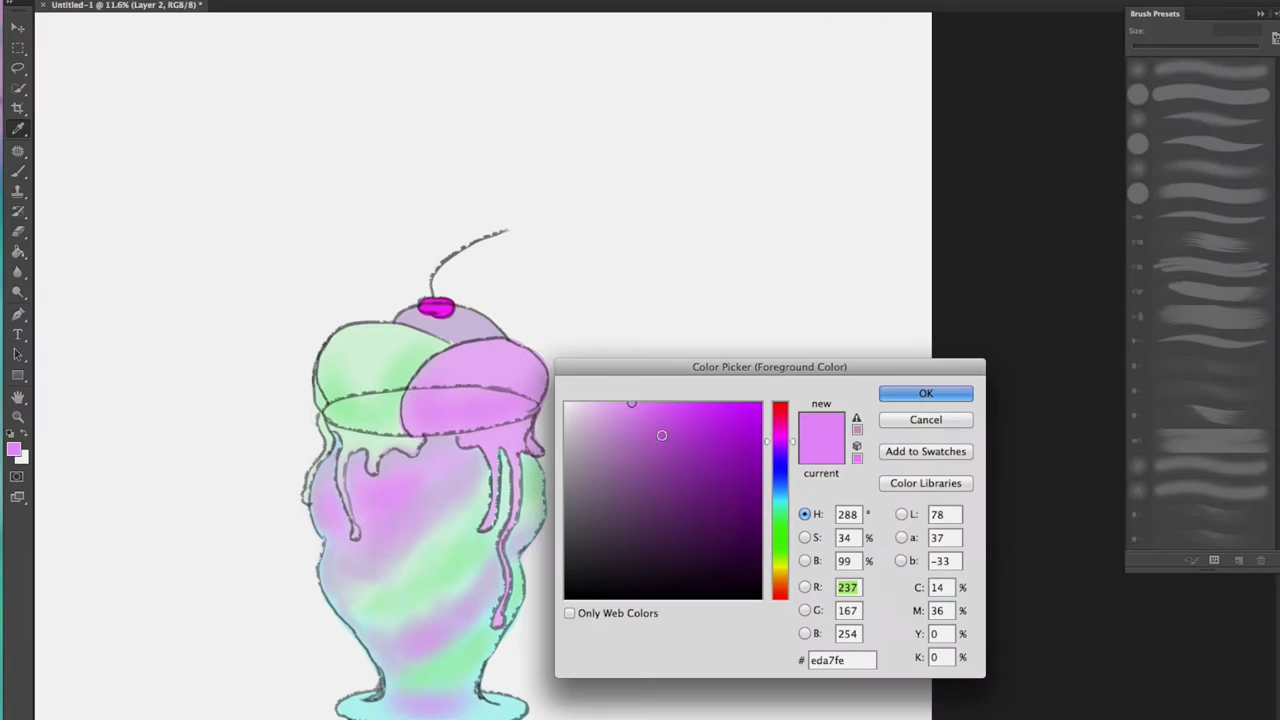 Untitled-1 @ 11.6% (Layer 2, RGB/8) *
Brush Presets
Size:
Color Picker (Foreground Color)
new
current
OK
Cancel
Add to Swatches
Color Libraries
H: 288 °
S: 34 %
B: 99 %
R: 237
G: 167
B: 254
L: 78
a: 37
b: -33
C: 14 %
M: 36 %
Y: 0 %
K: 0 %
Only Web Colors
# eda7fe
T